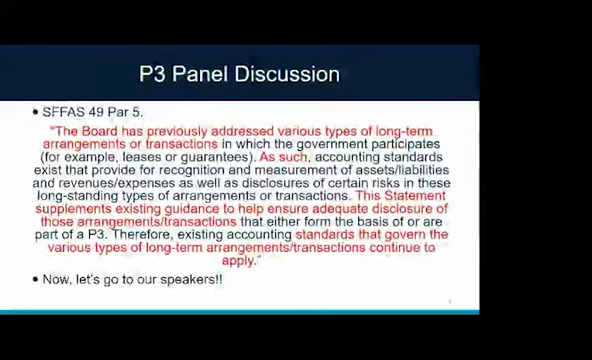 P3 Panel Discussion
• SFFAS 49 Par 5.
“The Board has previously addressed various types of long-term
arrangements or transactions in which the government participates
(for example, leases or guarantees). As such, accounting standards
exist that provide for recognition and measurement of assets/liabilities
and revenues/expenses as well as disclosures of certain risks in these
long-standing types of arrangements or transactions. This Statement
supplements existing guidance to help ensure adequate disclosure of
those arrangements/transactions that either form the basis of or are
part of a P3. Therefore, existing accounting standards that govern the
various types of long-term arrangements/transactions continue to
apply.”
• Now, let's go to our speakers!!